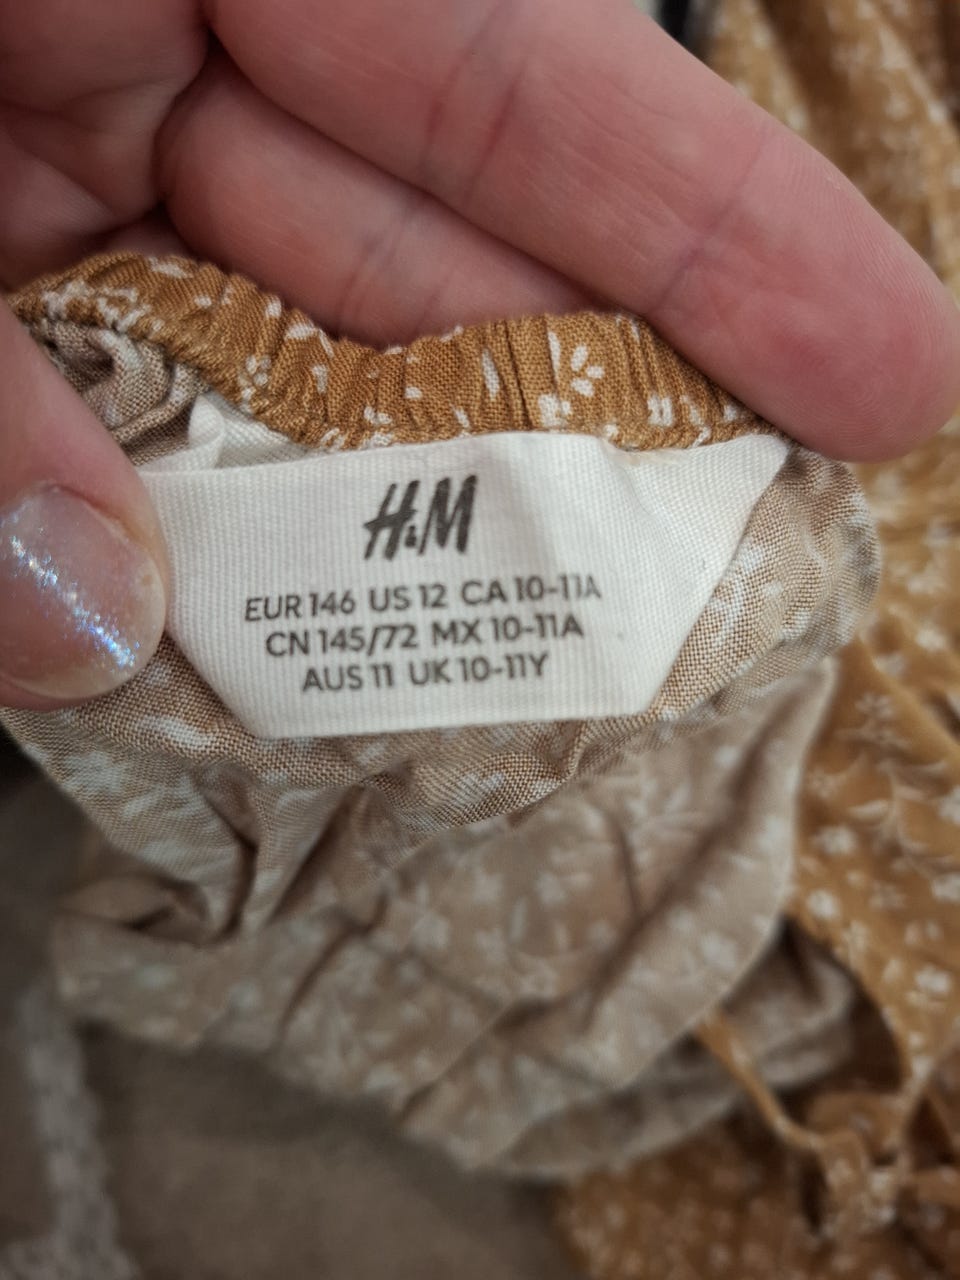 H&M
EUR 146 US 12 CA 10-11A
CN 145/72 MX 10-11A
AUS 11 UK 10-11Y